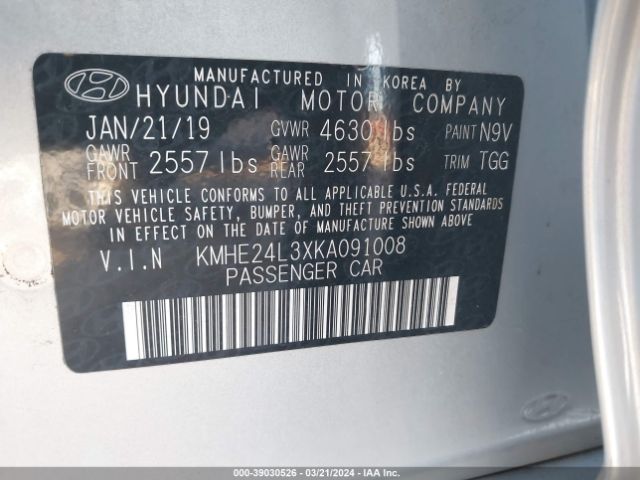 MANUFACTURED IN KOREA BY
HYUNDAI MOTOR COMPANY
JAN/21/19 GVWR 4630 lbs PAINT N9V
GAWR FRONT 2557 lbs GAWR REAR 2557 lbs TRIM TGG
THIS VEHICLE CONFORMS TO ALL APPLICABLE U.S.A. FEDERAL
MOTOR VEHICLE SAFETY, BUMPER, AND THEFT PREVENTION STANDARDS
IN EFFECT ON THE DATE OF MANUFACTURE SHOWN ABOVE
V.I.N KMHE24L3XKA091008
PASSENGER CAR
000-39030526 - 03/21/2024 - IAA Inc.